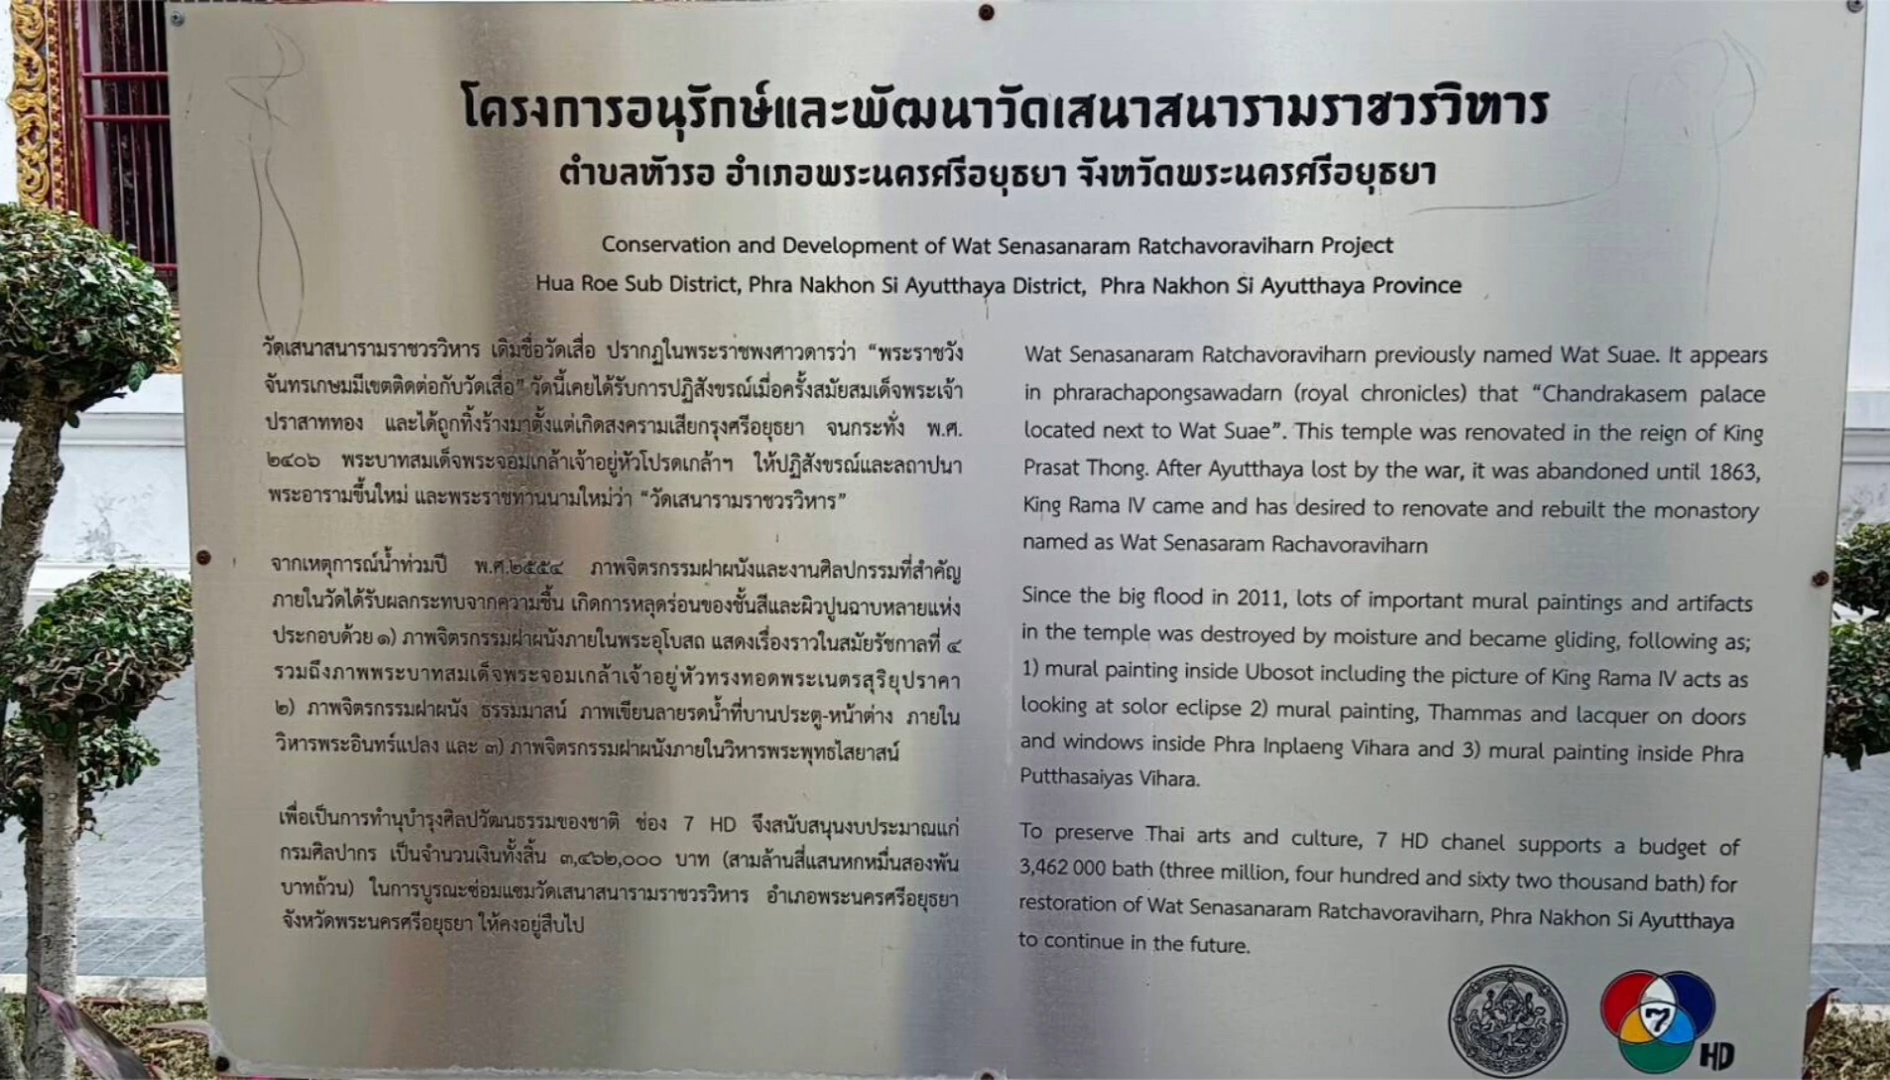 โครงการอนุรักษ์และพัฒนาวัดเสนาสนารามราชวรวิหาร
ตำบลหัวรอ อำเภอพระนครศรีอยุธยา จังหวัดพระนครศรีอยุธยา
Conservation and Development of Wat Senasanaram Ratchavoraviharn Project
Hua Roe Sub District, Phra Nakhon Si Ayutthaya District, Phra Nakhon Si Ayutthaya Province
วัดเสนาสนารามราชวรวิหาร เดิมชื่อวัดเสื่อ ปรากฏในพระราชพงศาวดารว่า “พระราชวัง
จันทรเกษมมีเขตติดต่อกับวัดเสื่อ” วัดนี้เคยได้รับการปฏิสังขรณ์เมื่อครั้งสมัยสมเด็จพระเจ้า
ปราสาททอง และได้ถูกทิ้งร้างมาตั้งแต่เกิดสงครามเสียกรุงศรีอยุธยา จนกระทั่ง พ.ศ.
๒๔๐๖ พระบาทสมเด็จพระจอมเกล้าเจ้าอยู่หัวโปรดเกล้าฯ ให้ปฏิสังขรณ์และสถาปนา
พระอารามขึ้นใหม่ และพระราชทานนามใหม่ว่า “วัดเสนารามราชวรวิหาร”
จากเหตุการณ์น้ำท่วมปี พ.ศ.๒๕๕๔ ภาพจิตรกรรมฝาผนังและงานศิลปกรรมที่สำคัญ
ภายในวัดได้รับผลกระทบจากความชื้น เกิดการหลุดร่อนของชั้นสีและผิวปูนฉาบหลายแห่ง
ประกอบด้วย ๑) ภาพจิตรกรรมฝาผนังภายในพระอุโบสถ แสดงเรื่องราวในสมัยรัชกาลที่ ๔
รวมถึงภาพพระบาทสมเด็จพระจอมเกล้าเจ้าอยู่หัวทรงทอดพระเนตรสุริยุปราคา
๒) ภาพจิตรกรรมฝาผนัง ธรรมมาสน์ ภาพเขียนลายรดน้ำที่บานประตู-หน้าต่าง ภายใน
วิหารพระอินทร์แปลง และ ๓) ภาพจิตรกรรมฝาผนังภายในวิหารพระพุทธไสยาสน์
เพื่อเป็นการทำนุบำรุงศิลปวัฒนธรรมของชาติ ช่อง 7 HD จึงสนับสนุนงบประมาณแก่
กรมศิลปากร เป็นจำนวนเงินทั้งสิ้น ๓,๔๖๒,๐๐๐ บาท (สามล้านสี่แสนหกหมื่นสองพัน
บาทถ้วน) ในการบูรณะซ่อมแซมวัดเสนาสนารามราชวรวิหาร อำเภอพระนครศรีอยุธยา
จังหวัดพระนครศรีอยุธยา ให้คงอยู่สืบไป
Wat Senasanaram Ratchavoraviharn previously named Wat Suae. It appears
in phrarachapongsawadarn (royal chronicles) that “Chandrakasem palace
located next to Wat Suae”. This temple was renovated in the reign of King
Prasat Thong. After Ayutthaya lost by the war, it was abandoned until 1863,
King Rama IV came and has desired to renovate and rebuilt the monastory
named as Wat Senasaram Rachavoraviharn
Since the big flood in 2011, lots of important mural paintings and artifacts
in the temple was destroyed by moisture and became gliding, following as;
1) mural painting inside Ubosot including the picture of King Rama IV acts as
looking at solor eclipse 2) mural painting, Thammas and lacquer on doors
and windows inside Phra Inplaeng Vihara and 3) mural painting inside Phra
Putthasaiyas Vihara.
To preserve Thai arts and culture, 7 HD chanel supports a budget of
3,462 000 bath (three million, four hundred and sixty two thousand bath) for
restoration of Wat Senasanaram Ratchavoraviharn, Phra Nakhon Si Ayutthaya
to continue in the future.
7
HD